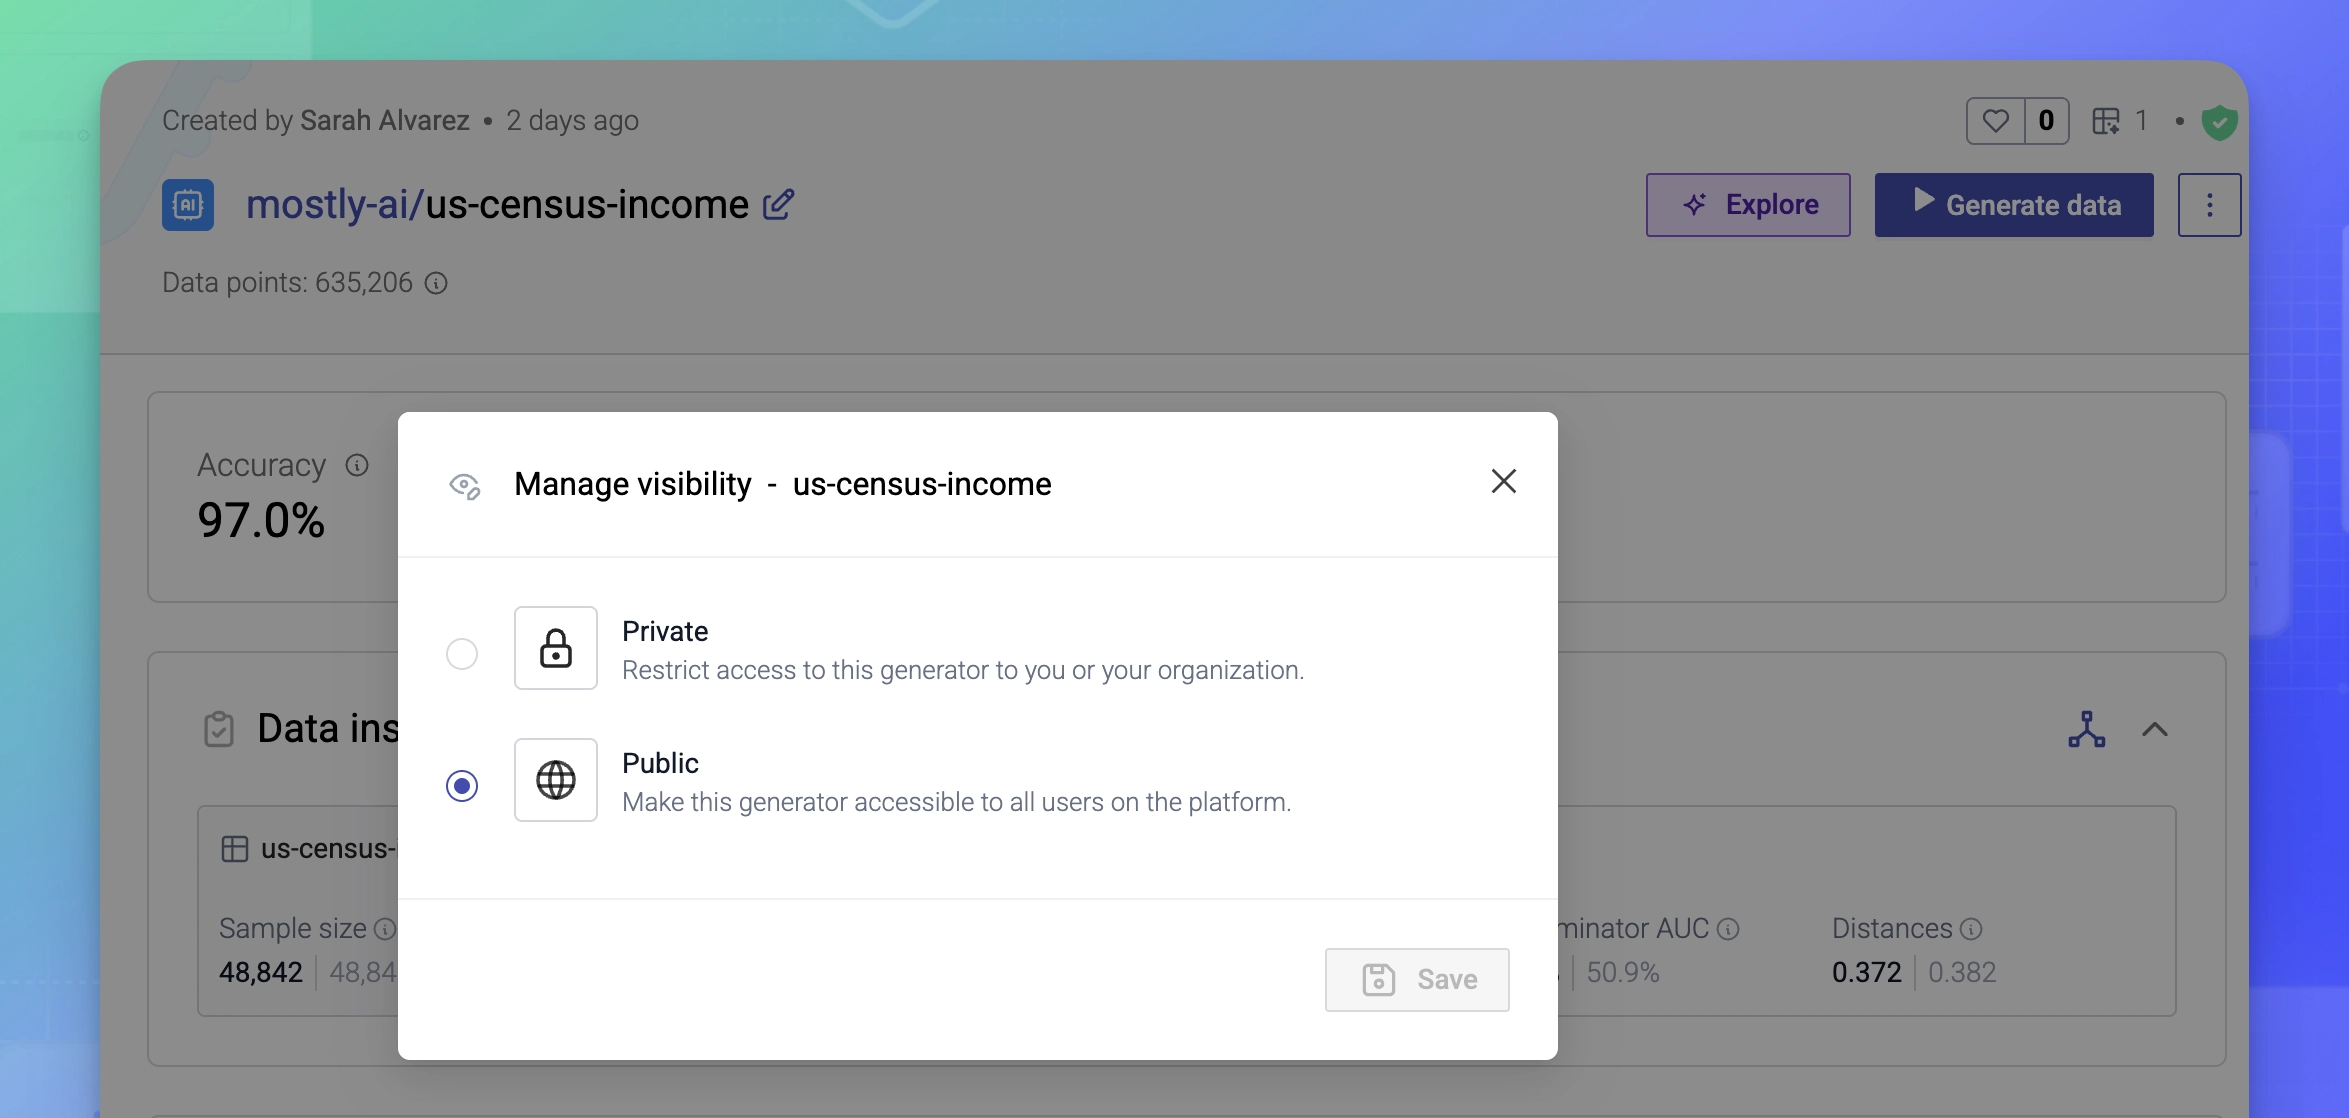 Created by Sarah Alvarez • 2 days ago
0
1 •
mostly-ai/us-census-income
Explore
Generate data
Data points: 635,206
Accuracy
97.0%
Manage visibility - us-census-income
Private
Restrict access to this generator to you or your organization.
Public
Make this generator accessible to all users on the platform.
Save
Data ins
us-census-
Sample size
48,842 | 48,84
minator AUC
50.9%
Distances
0.372 | 0.382